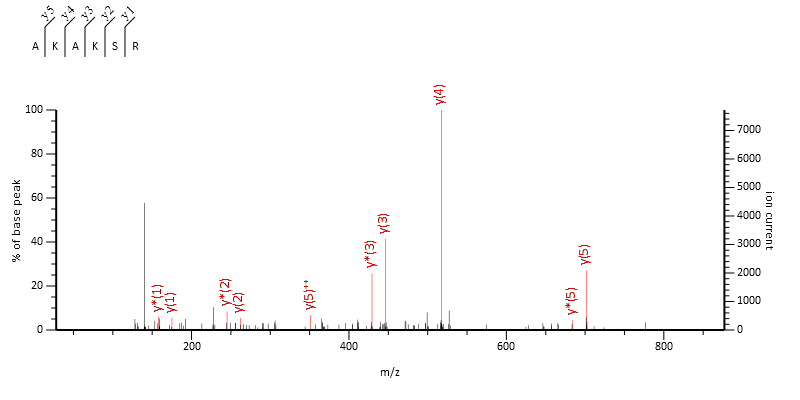 y5 y4 y3 y2 y1
A K A K S R
y(4)
100
80
60
40
20
0
% of base peak
7000
6000
5000
4000
3000
2000
1000
0
ion current
y*(1)
y(1)
y*(2)
y(2)
y(5)++
y*(3)
y(3)
y*(5)
y(5)
200 400 600 800
m/z